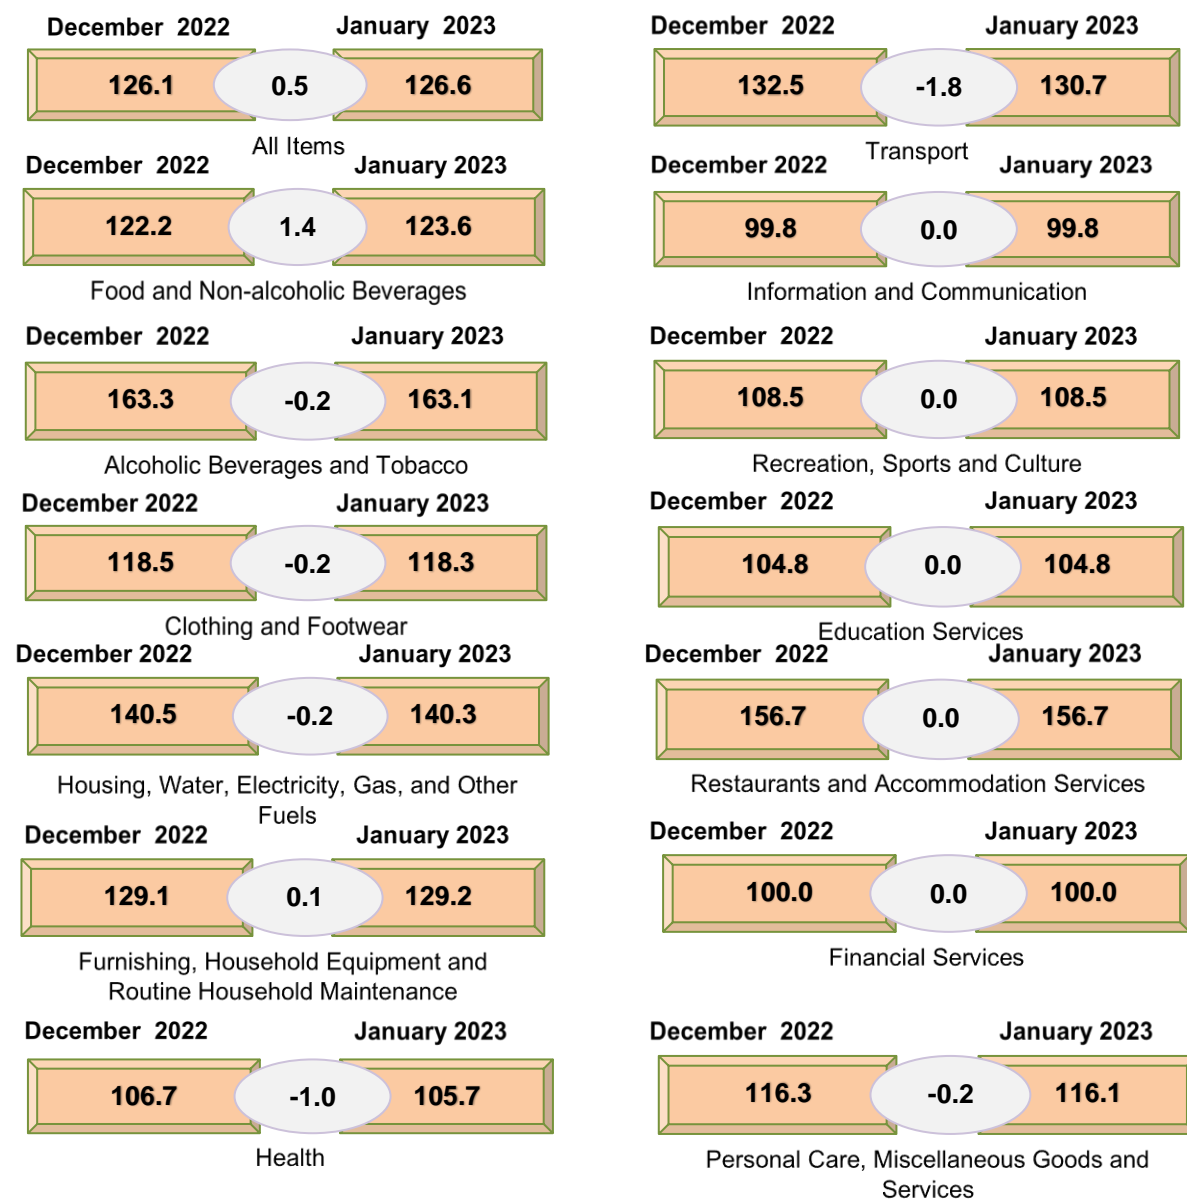 December 2022 January 2023
126.1 0.5 126.6
All Items
December 2022 January 2023
122.2 1.4 123.6
Food and Non-alcoholic Beverages
December 2022 January 2023
163.3 -0.2 163.1
Alcoholic Beverages and Tobacco
December 2022 January 2023
118.5 -0.2 118.3
Clothing and Footwear
December 2022 January 2023
140.5 -0.2 140.3
Housing, Water, Electricity, Gas, and Other
Fuels
December 2022 January 2023
129.1 0.1 129.2
Furnishing, Household Equipment and
Routine Household Maintenance
December 2022 January 2023
106.7 -1.0 105.7
Health
December 2022 January 2023
132.5 -1.8 130.7
Transport
December 2022 January 2023
99.8 0.0 99.8
Information and Communication
December 2022 January 2023
108.5 0.0 108.5
Recreation, Sports and Culture
December 2022 January 2023
104.8 0.0 104.8
Education Services
December 2022 January 2023
156.7 0.0 156.7
Restaurants and Accommodation Services
December 2022 January 2023
100.0 0.0 100.0
Financial Services
December 2022 January 2023
116.3 -0.2 116.1
Personal Care, Miscellaneous Goods and
Services